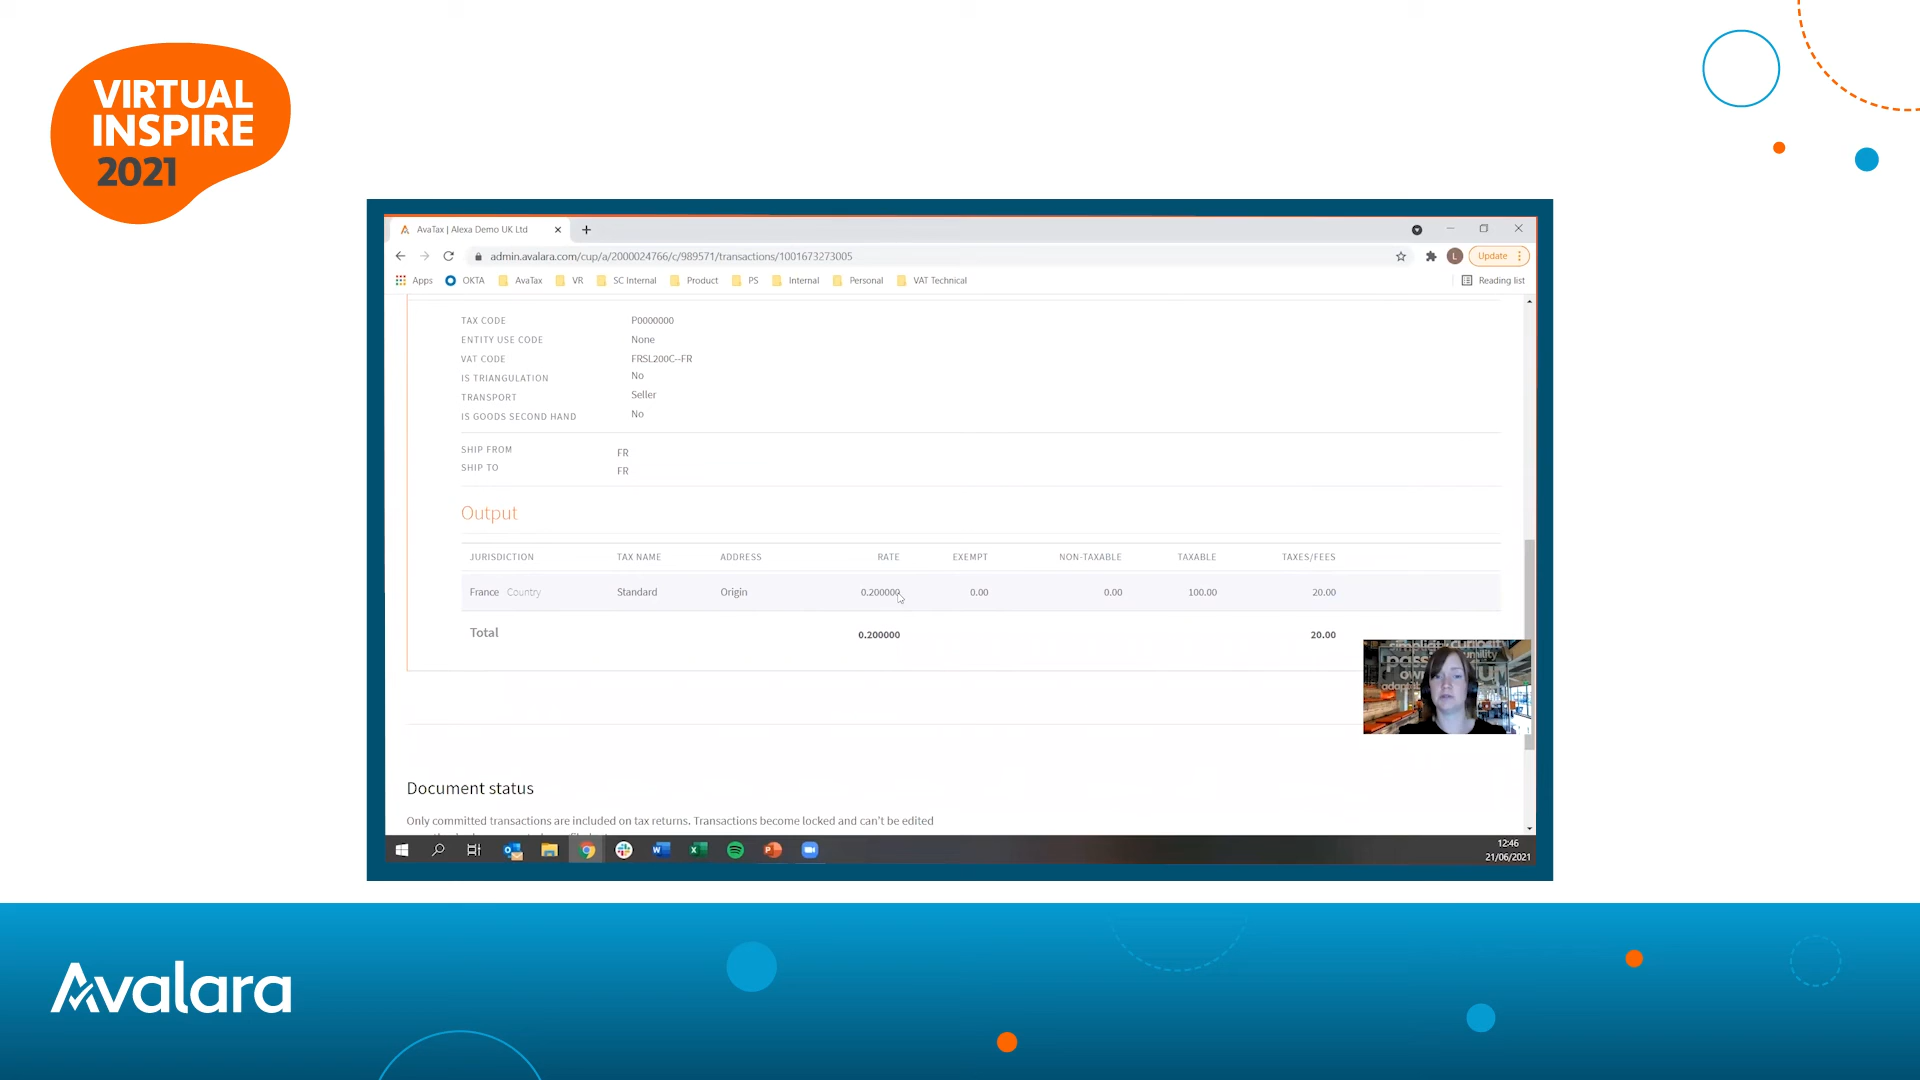 VIRTUAL
INSPIRE
2021
AvaTax | Alexa Demo UK Ltd
admin.avalara.com/cup/a/2000024766/c/989571/transactions/1001673273005
L
Update
Apps
OKTA
AvaTax
VR
SC Internal
Product
PS
Internal
Personal
VAT Technical
Reading list
TAX CODE P0000000
ENTITY USE CODE None
VAT CODE FRSL200C--FR
IS TRIANGULATION No
TRANSPORT Seller
IS GOODS SECOND HAND No
SHIP FROM FR
SHIP TO FR
Output
JURISDICTION TAX NAME ADDRESS RATE EXEMPT NON-TAXABLE TAXABLE TAXES/FEES
France Country Standard Origin 0.200000 0.00 0.00 100.00 20.00
Total 0.200000 20.00
Document status
Only committed transactions are included on tax returns. Transactions become locked and can't be edited
12:46
21/06/2021
Avalara